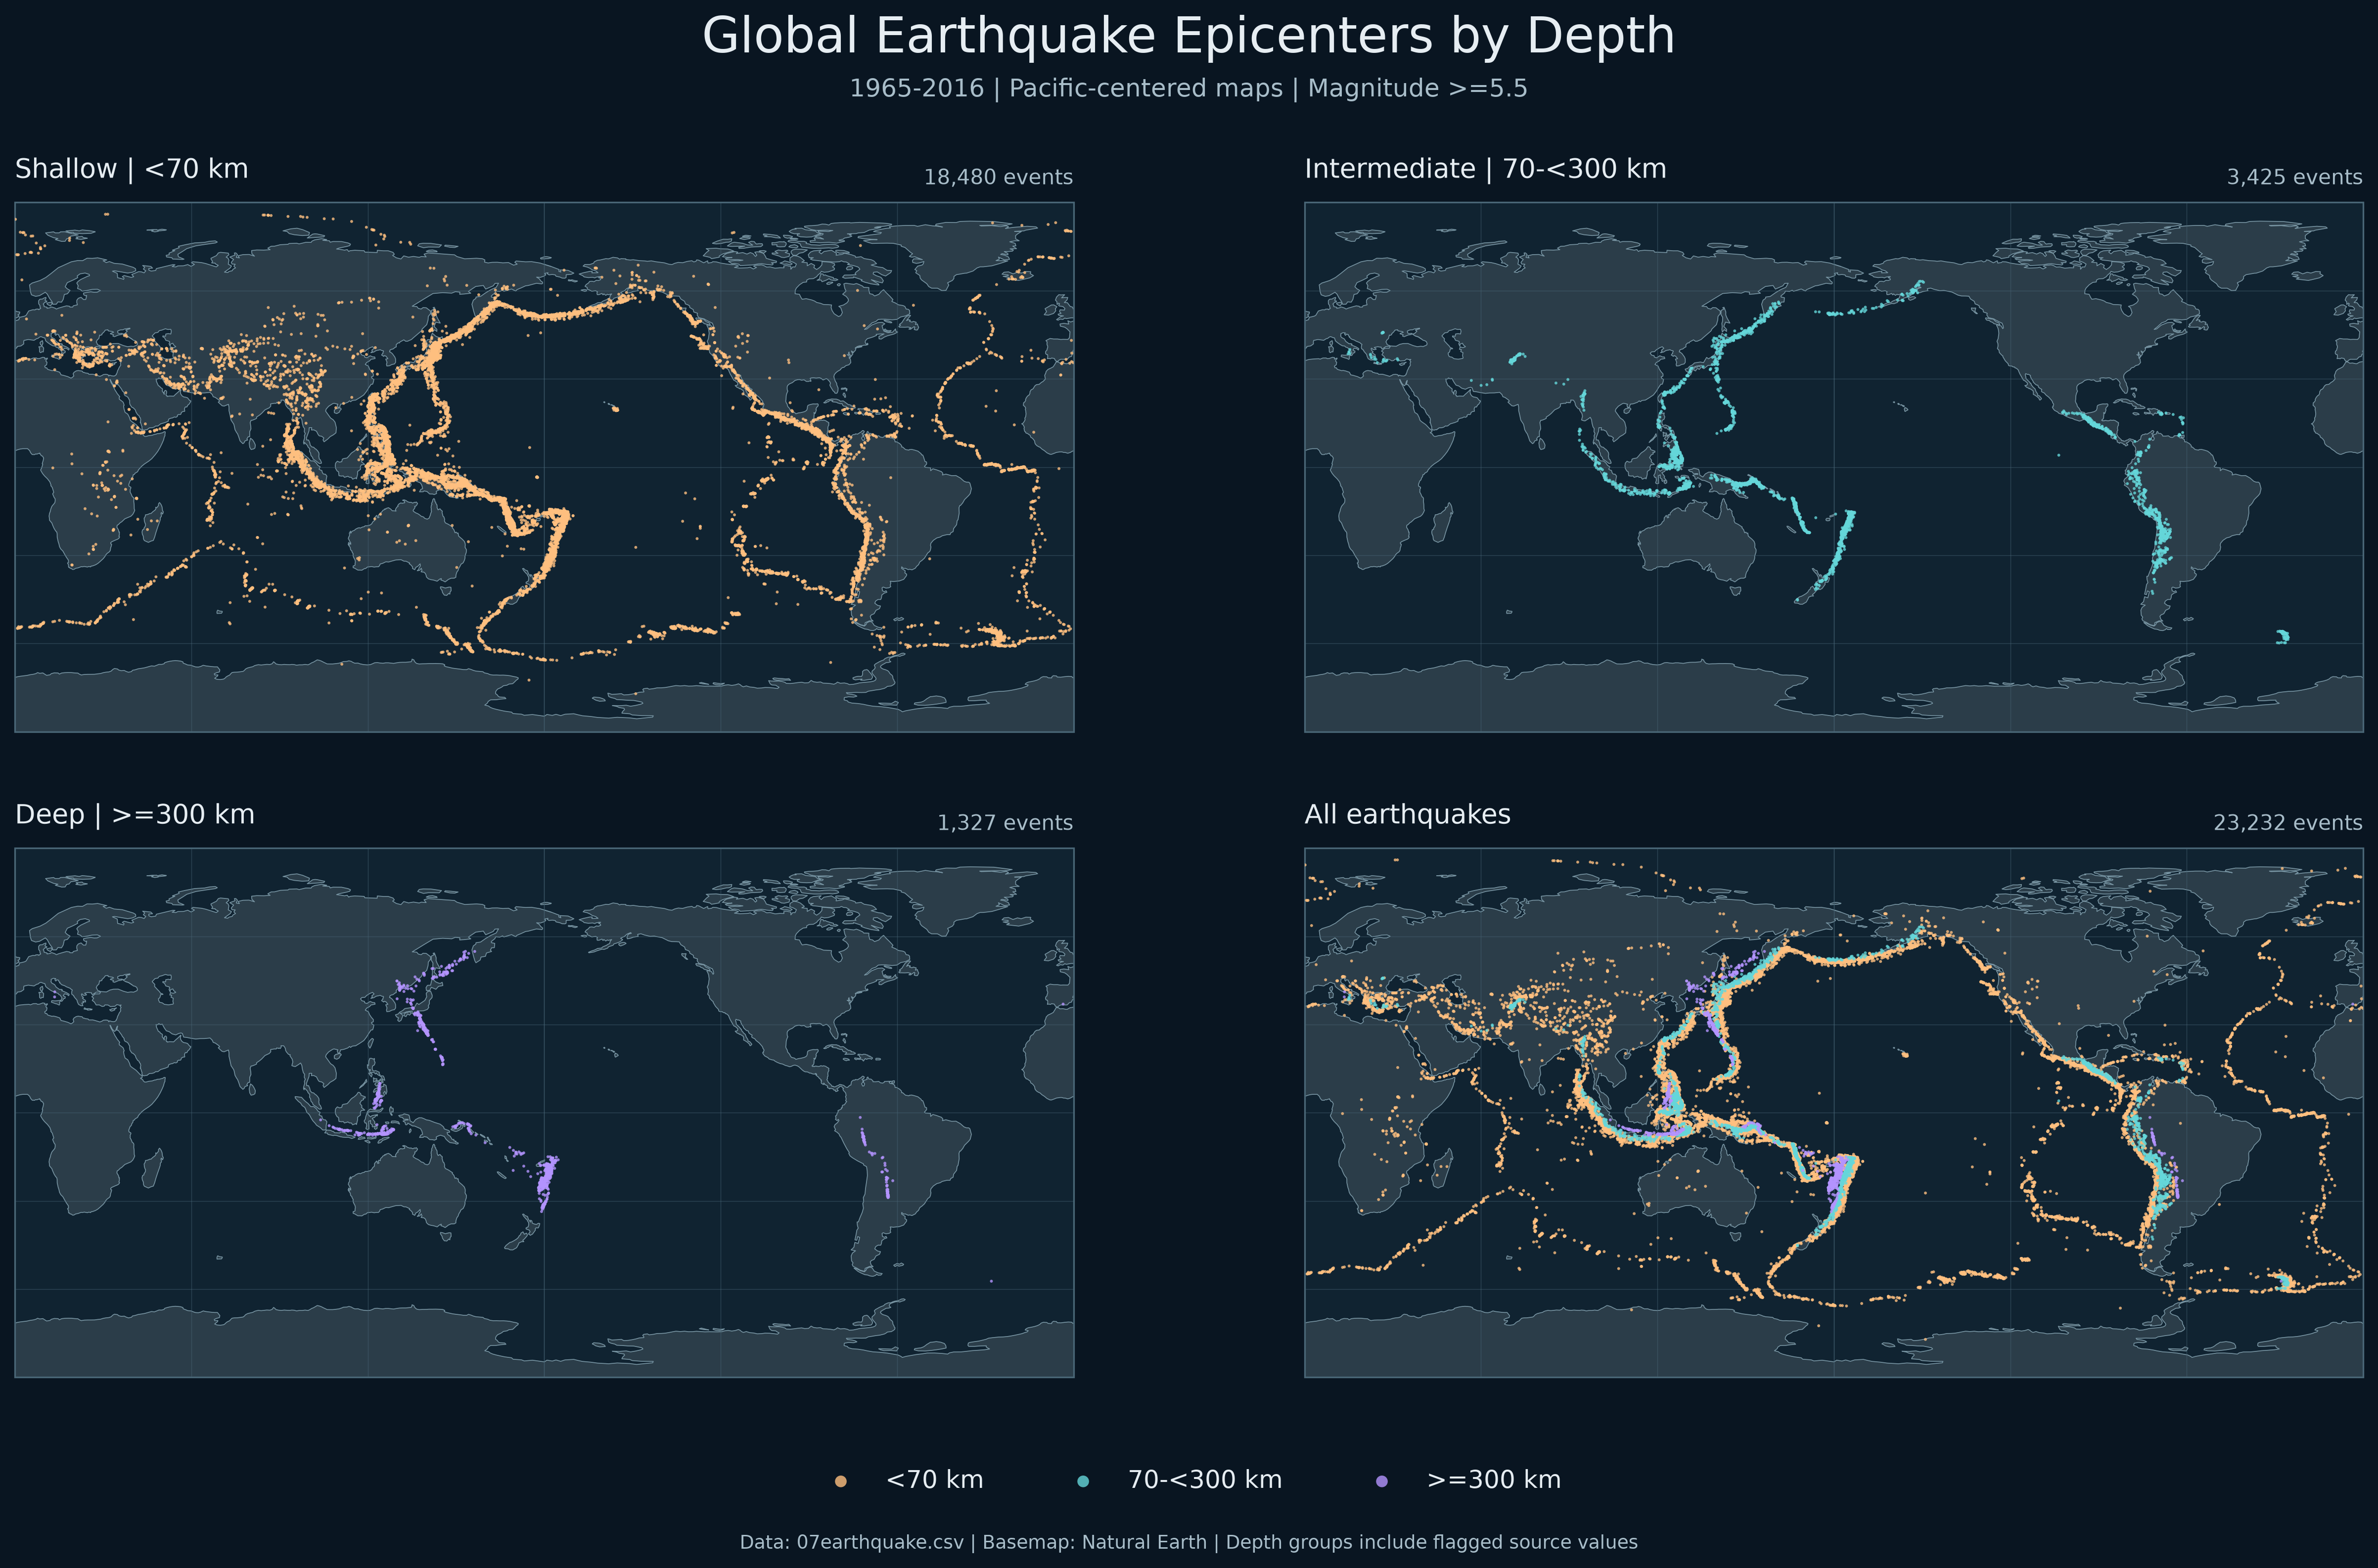 Global Earthquake Epicenters by Depth
1965-2016 | Pacific-centered maps | Magnitude >=5.5
Shallow | <70 km
18,480 events
Intermediate | 70-<300 km
3,425 events
Deep | >=300 km
1,327 events
All earthquakes
23,232 events
<70 km
70-<300 km
>=300 km
Data: 07earthquake.csv | Basemap: Natural Earth | Depth groups include flagged source values